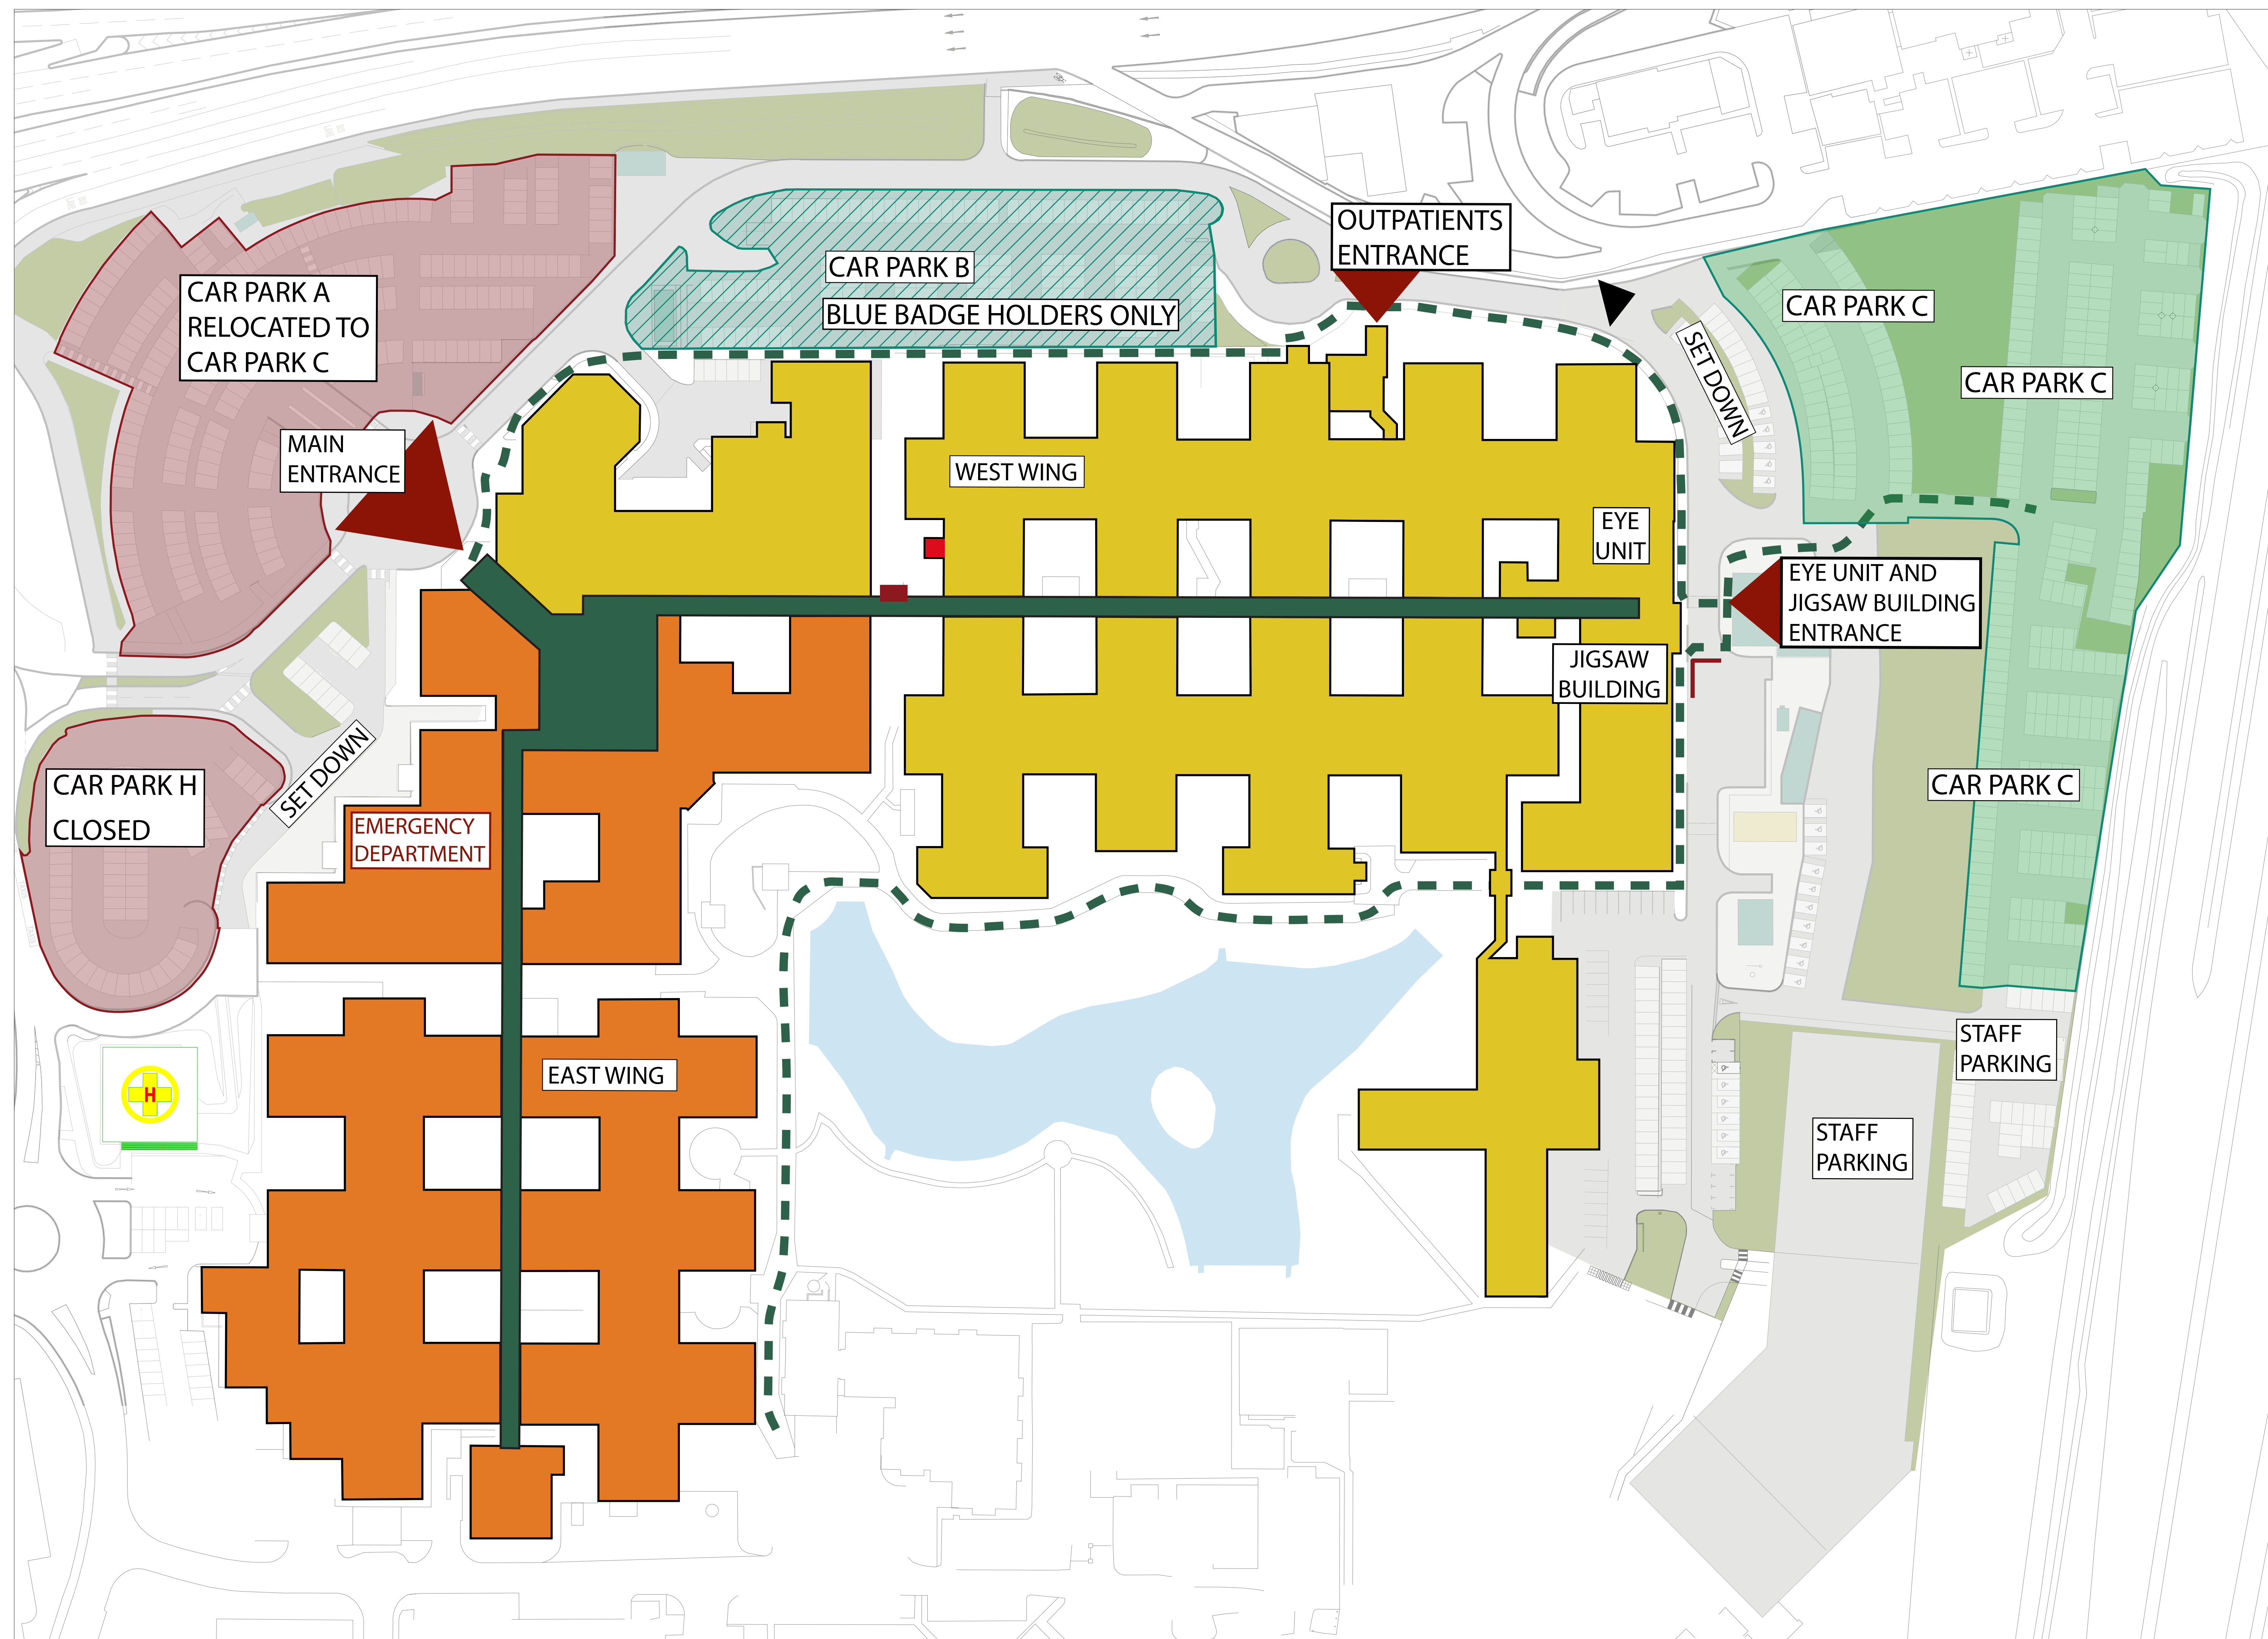 OUTPATIENTS
ENTRANCE
CAR PARK B
BLUE BADGE HOLDERS ONLY
CAR PARK A
RELOCATED TO
CAR PARK C
CAR PARK C
CAR PARK C
SET DOWN
MAIN
ENTRANCE
WEST WING
EYE
UNIT
EYE UNIT AND
JIGSAW BUILDING
ENTRANCE
JIGSAW
BUILDING
CAR PARK H
CLOSED
SET DOWN
EMERGENCY
DEPARTMENT
CAR PARK C
EAST WING
H
STAFF
PARKING
STAFF
PARKING